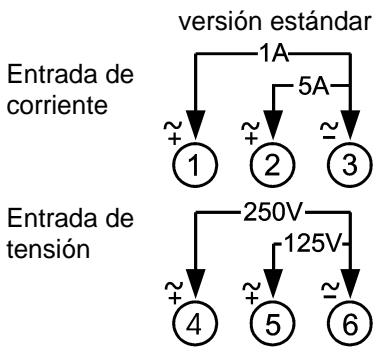 versión estándar
1A
Entrada de
corriente
5A
~
+
~
+
~
−
1
2
3
Entrada de
tensión
250V
125V
~
+
~
+
~
−
4
5
6